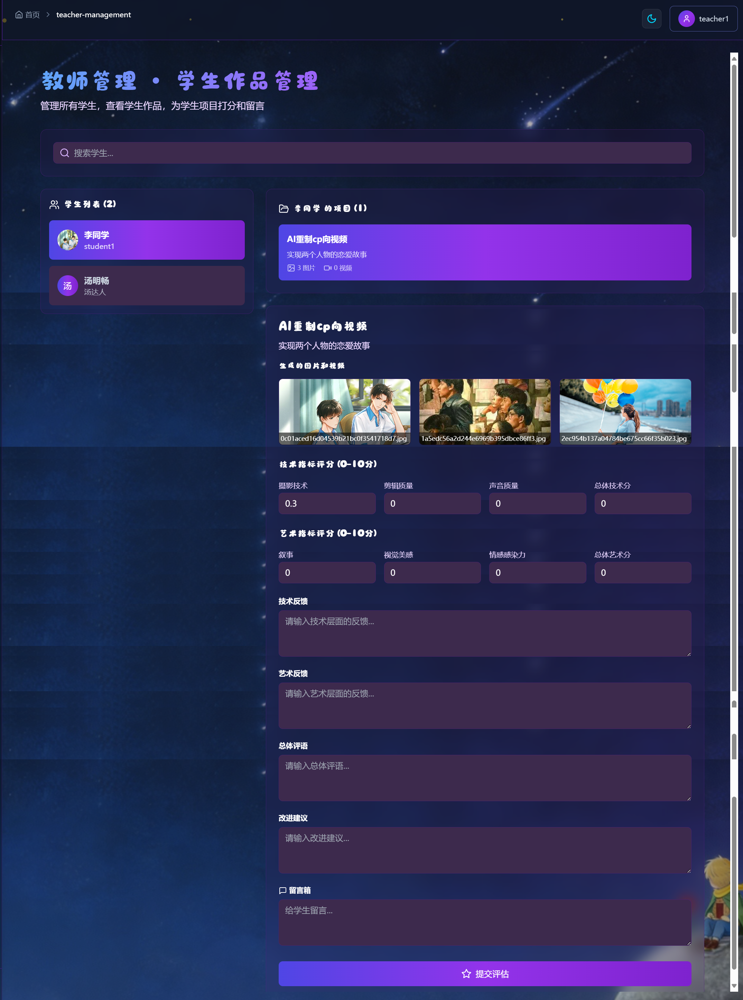 首页 > teacher-management
teacher1
教师管理 · 学生作品管理
管理所有学生，查看学生作品，为学生项目打分和留言
搜索学生...
学生列表 (2)
李同学
student1
汤
汤明畅
汤达人
李同学 的项目 (1)
AI重制cp向视频
实现两个人物的恋爱故事
3 图片 0 视频
AI重制cp向视频
实现两个人物的恋爱故事
生成的图片和视频
0c01aced16d04539b21bc0f3541718d7.jpg
1a5edc56a2d244e6969b395dbce86ff3.jpg
2ec954b137a04784be675cc66f35b023.jpg
技术指标评分 (0-10分)
摄影技术 剪辑质量 声音质量 总体技术分
0.3 0 0 0
艺术指标评分 (0-10分)
叙事 视觉美感 情感感染力 总体艺术分
0 0 0 0
技术反馈
请输入技术层面的反馈...
艺术反馈
请输入艺术层面的反馈...
总体评语
请输入总体评语...
改进建议
请输入改进建议...
留言箱
给学生留言...
提交评估